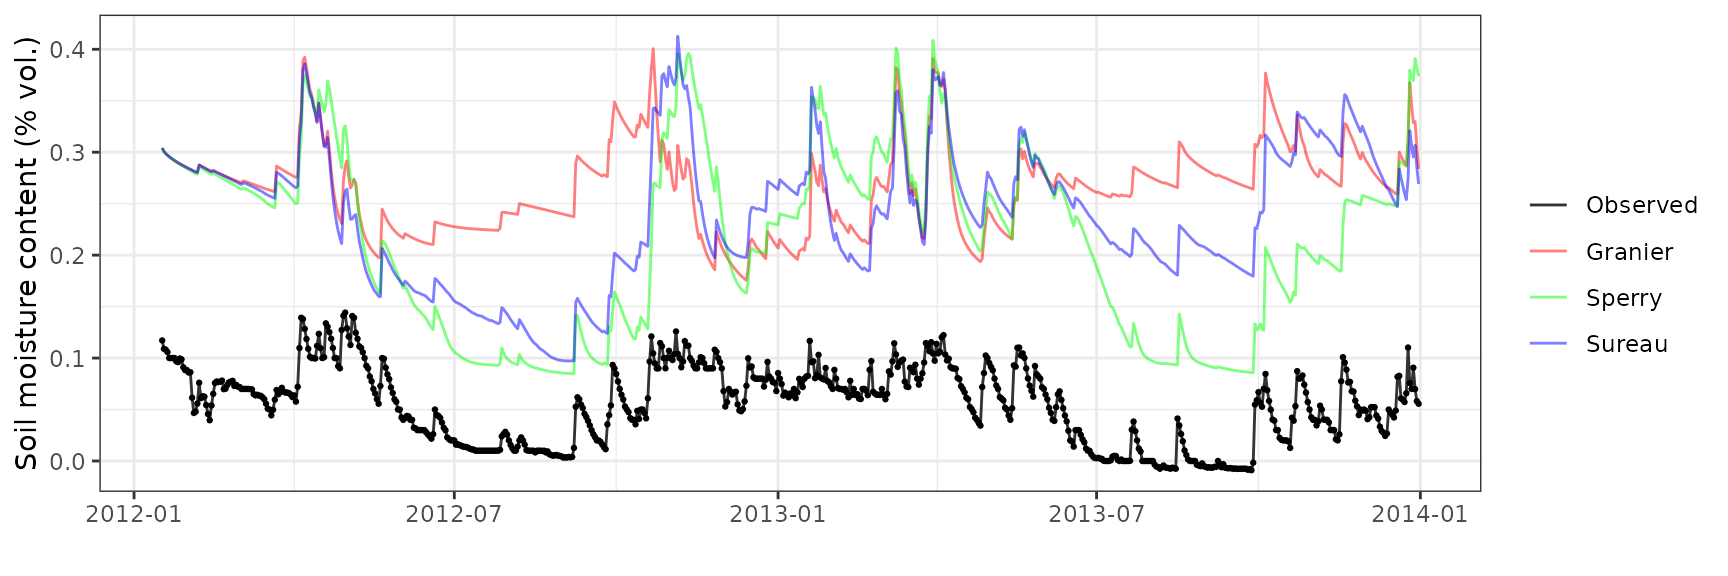 Soil moisture content (% vol.)
0.4
0.3
0.2
0.1
0.0
2012-01
2012-07
2013-01
2013-07
2014-01
Observed
Granier
Sperry
Sureau